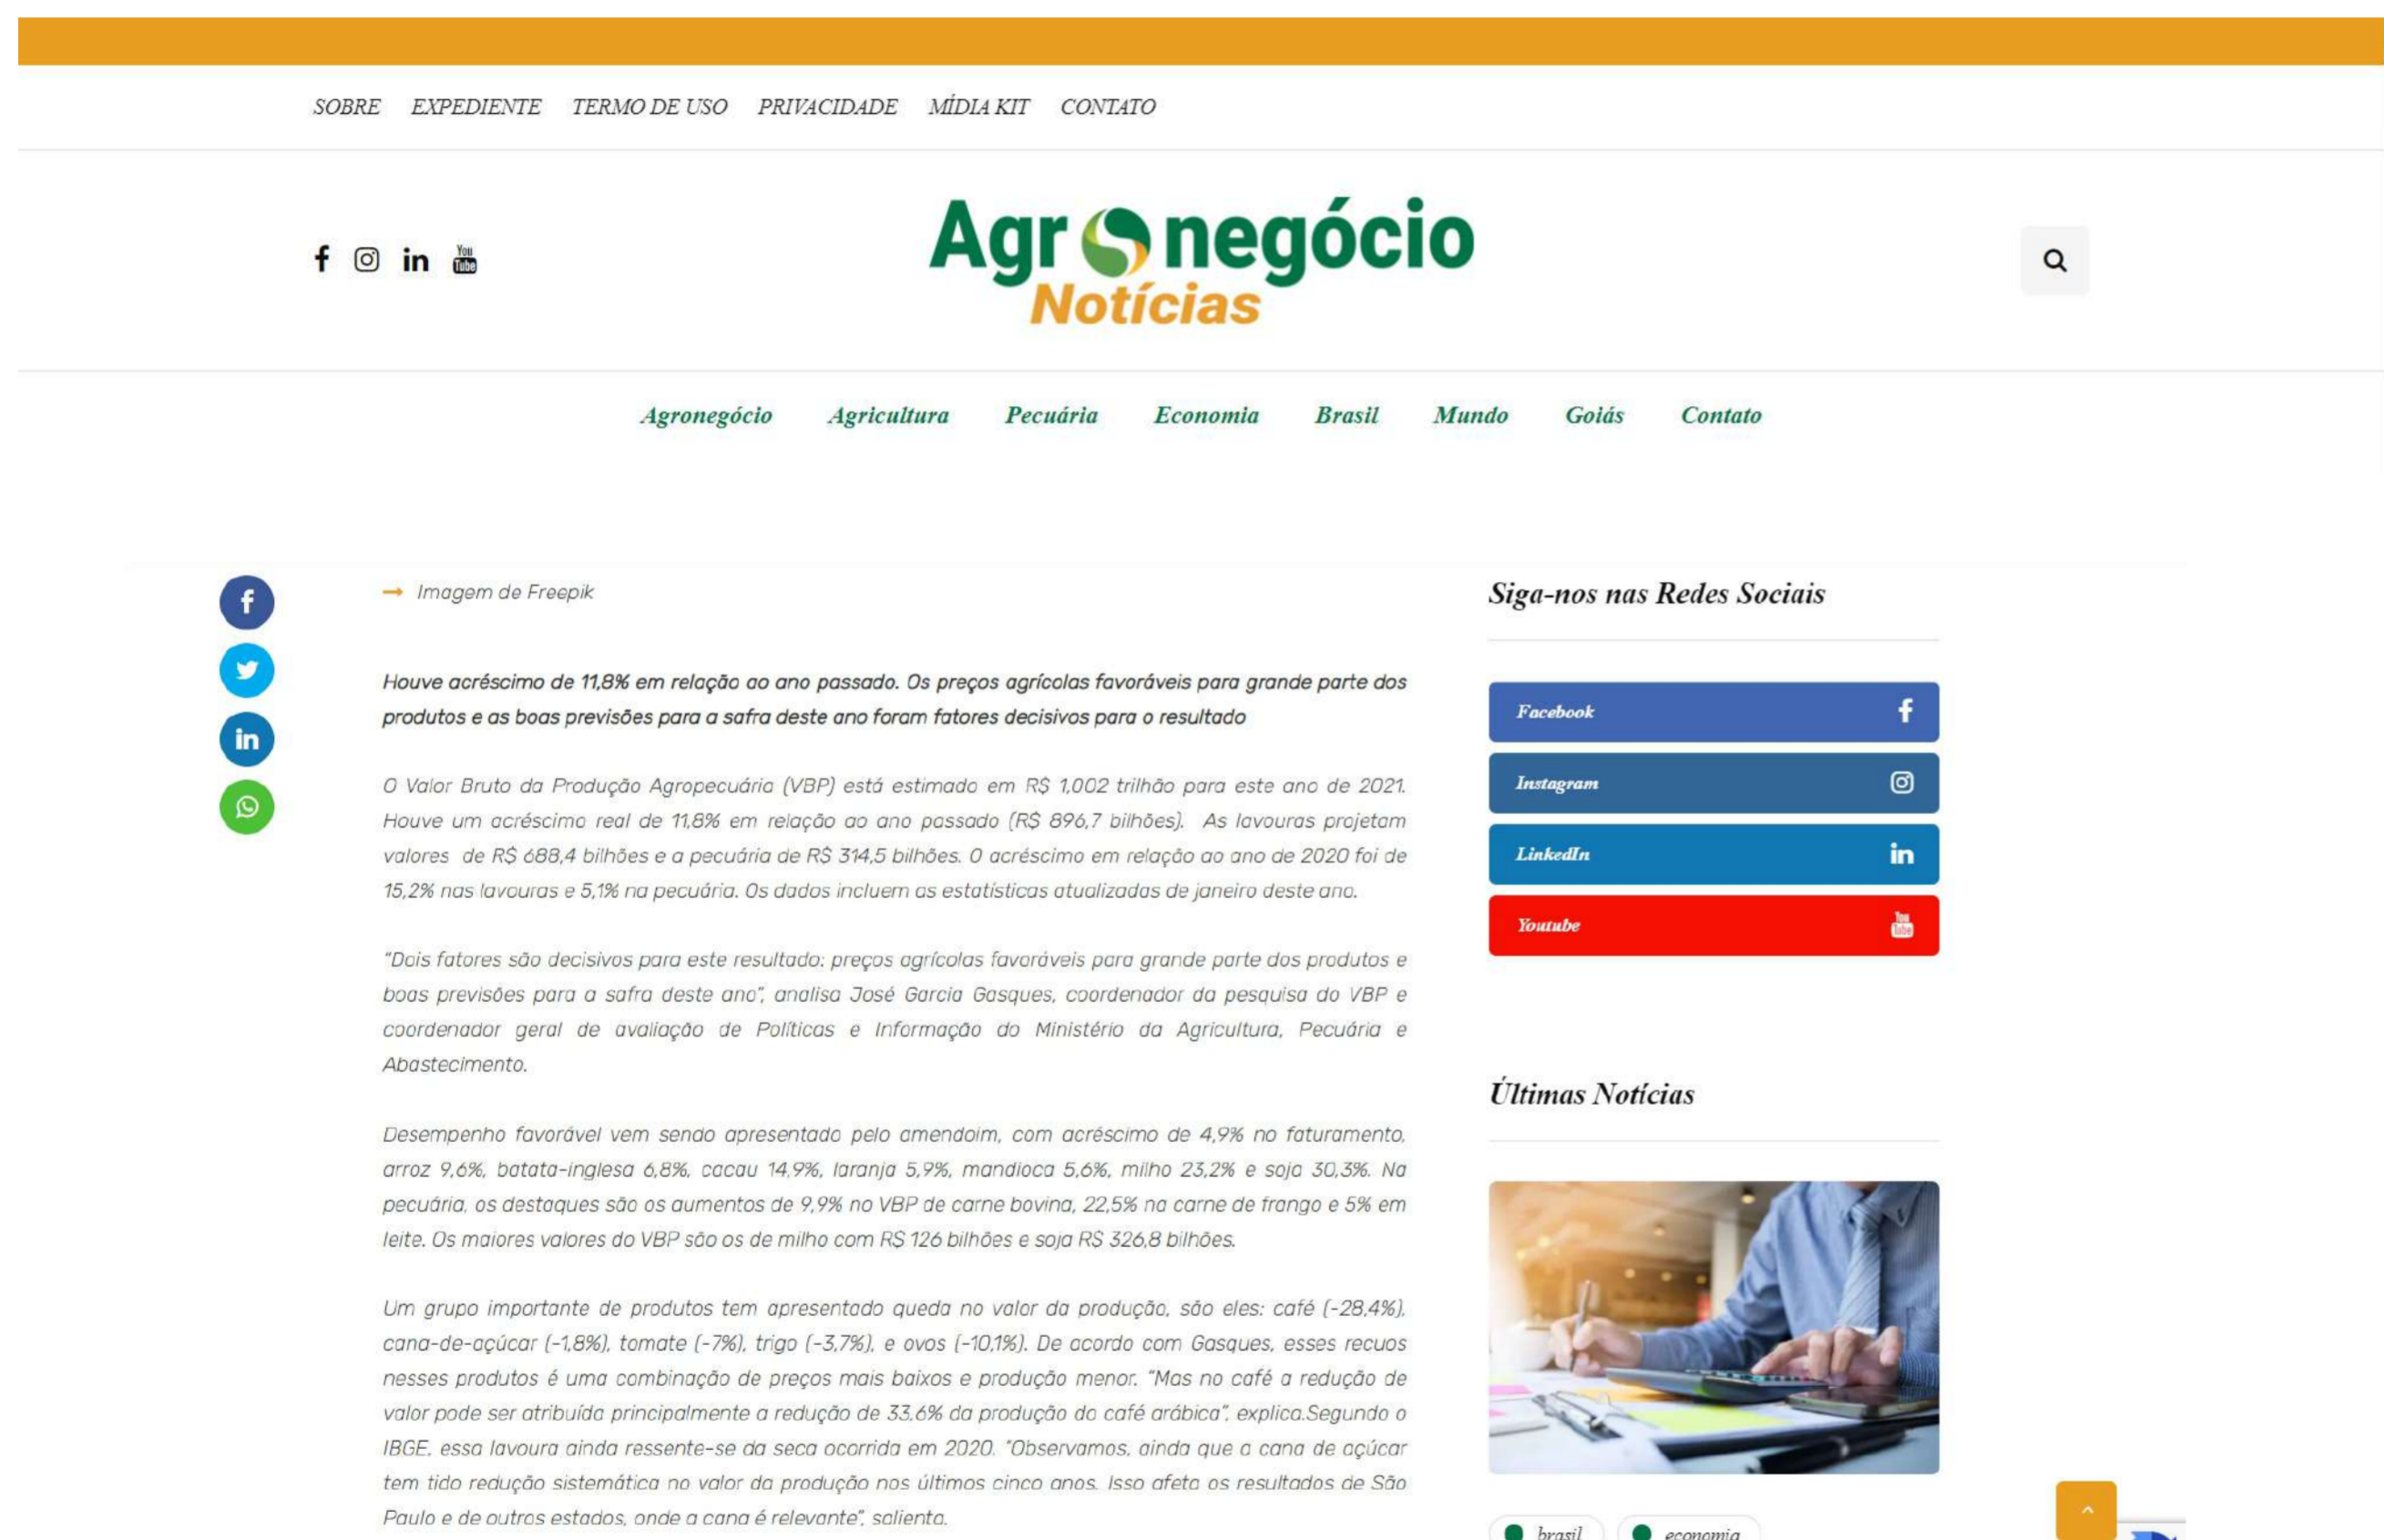 SOBRE EXPEDIENTE TERMO DE USO PRIVACIDADE MÍDIA KIT CONTATO
f in You Tube
Agronegócio
Notícias
Agronegócio Agricultura Pecuária Economia Brasil Mundo Goiás Contato
Imagem de Freepik
Houve acréscimo de 11,8% em relação ao ano passado. Os preços agrícolas favoráveis para grande parte dos
produtos e as boas previsões para a safra deste ano foram fatores decisivos para o resultado
O Valor Bruto da Produção Agropecuária (VBP) está estimado em R$ 1,002 trilhão para este ano de 2021.
Houve um acréscimo real de 11,8% em relação ao ano passado (R$ 896,7 bilhões). As lavouras projetam
valores de R$ 688,4 bilhões e a pecuária de R$ 314,5 bilhões. O acréscimo em relação ao ano de 2020 foi de
15,2% nas lavouras e 5,1% na pecuária. Os dados incluem as estatísticas atualizadas de janeiro deste ano.
"Dois fatores são decisivos para este resultado: preços agrícolas favoráveis para grande parte dos produtos e
boas previsões para a safra deste ano", analisa José Garcia Gasques, coordenador da pesquisa do VBP e
coordenador geral de avaliação de Políticas e Informação do Ministério da Agricultura, Pecuária e
Abastecimento.
Desempenho favorável vem sendo apresentado pelo amendoim, com acréscimo de 4,9% no faturamento,
arroz 9,6%, batata-inglesa 6,8%, cacau 14,9%, laranja 5,9%, mandioca 5,6%, milho 23,2% e soja 30,3%. Na
pecuária, os destaques são os aumentos de 9,9% no VBP de carne bovina, 22,5% na carne de frango e 5% em
leite. Os maiores valores do VBP são os de milho com R$ 126 bilhões e soja R$ 326,8 bilhões.
Um grupo importante de produtos tem apresentado queda no valor da produção, são eles: café (-28,4%),
cana-de-açúcar (-1,8%), tomate (-7%), trigo (-3,7%), e ovos (-10,1%). De acordo com Gasques, esses recuos
nesses produtos é uma combinação de preços mais baixos e produção menor. "Mas no café a redução de
valor pode ser atribuída principalmente a redução de 33,6% da produção do café arábica", explica.Segundo o
IBGE, essa lavoura ainda ressente-se da seca ocorrida em 2020. "Observamos, ainda que a cana de açúcar
tem tido redução sistemática no valor da produção nos últimos cinco anos. Isso afeta os resultados de São
Paulo e de outros estados, onde a cana é relevante", salienta.
Siga-nos nas Redes Sociais
Facebook
Instagram
LinkedIn
Youtube
Últimas Notícias
brasil economia